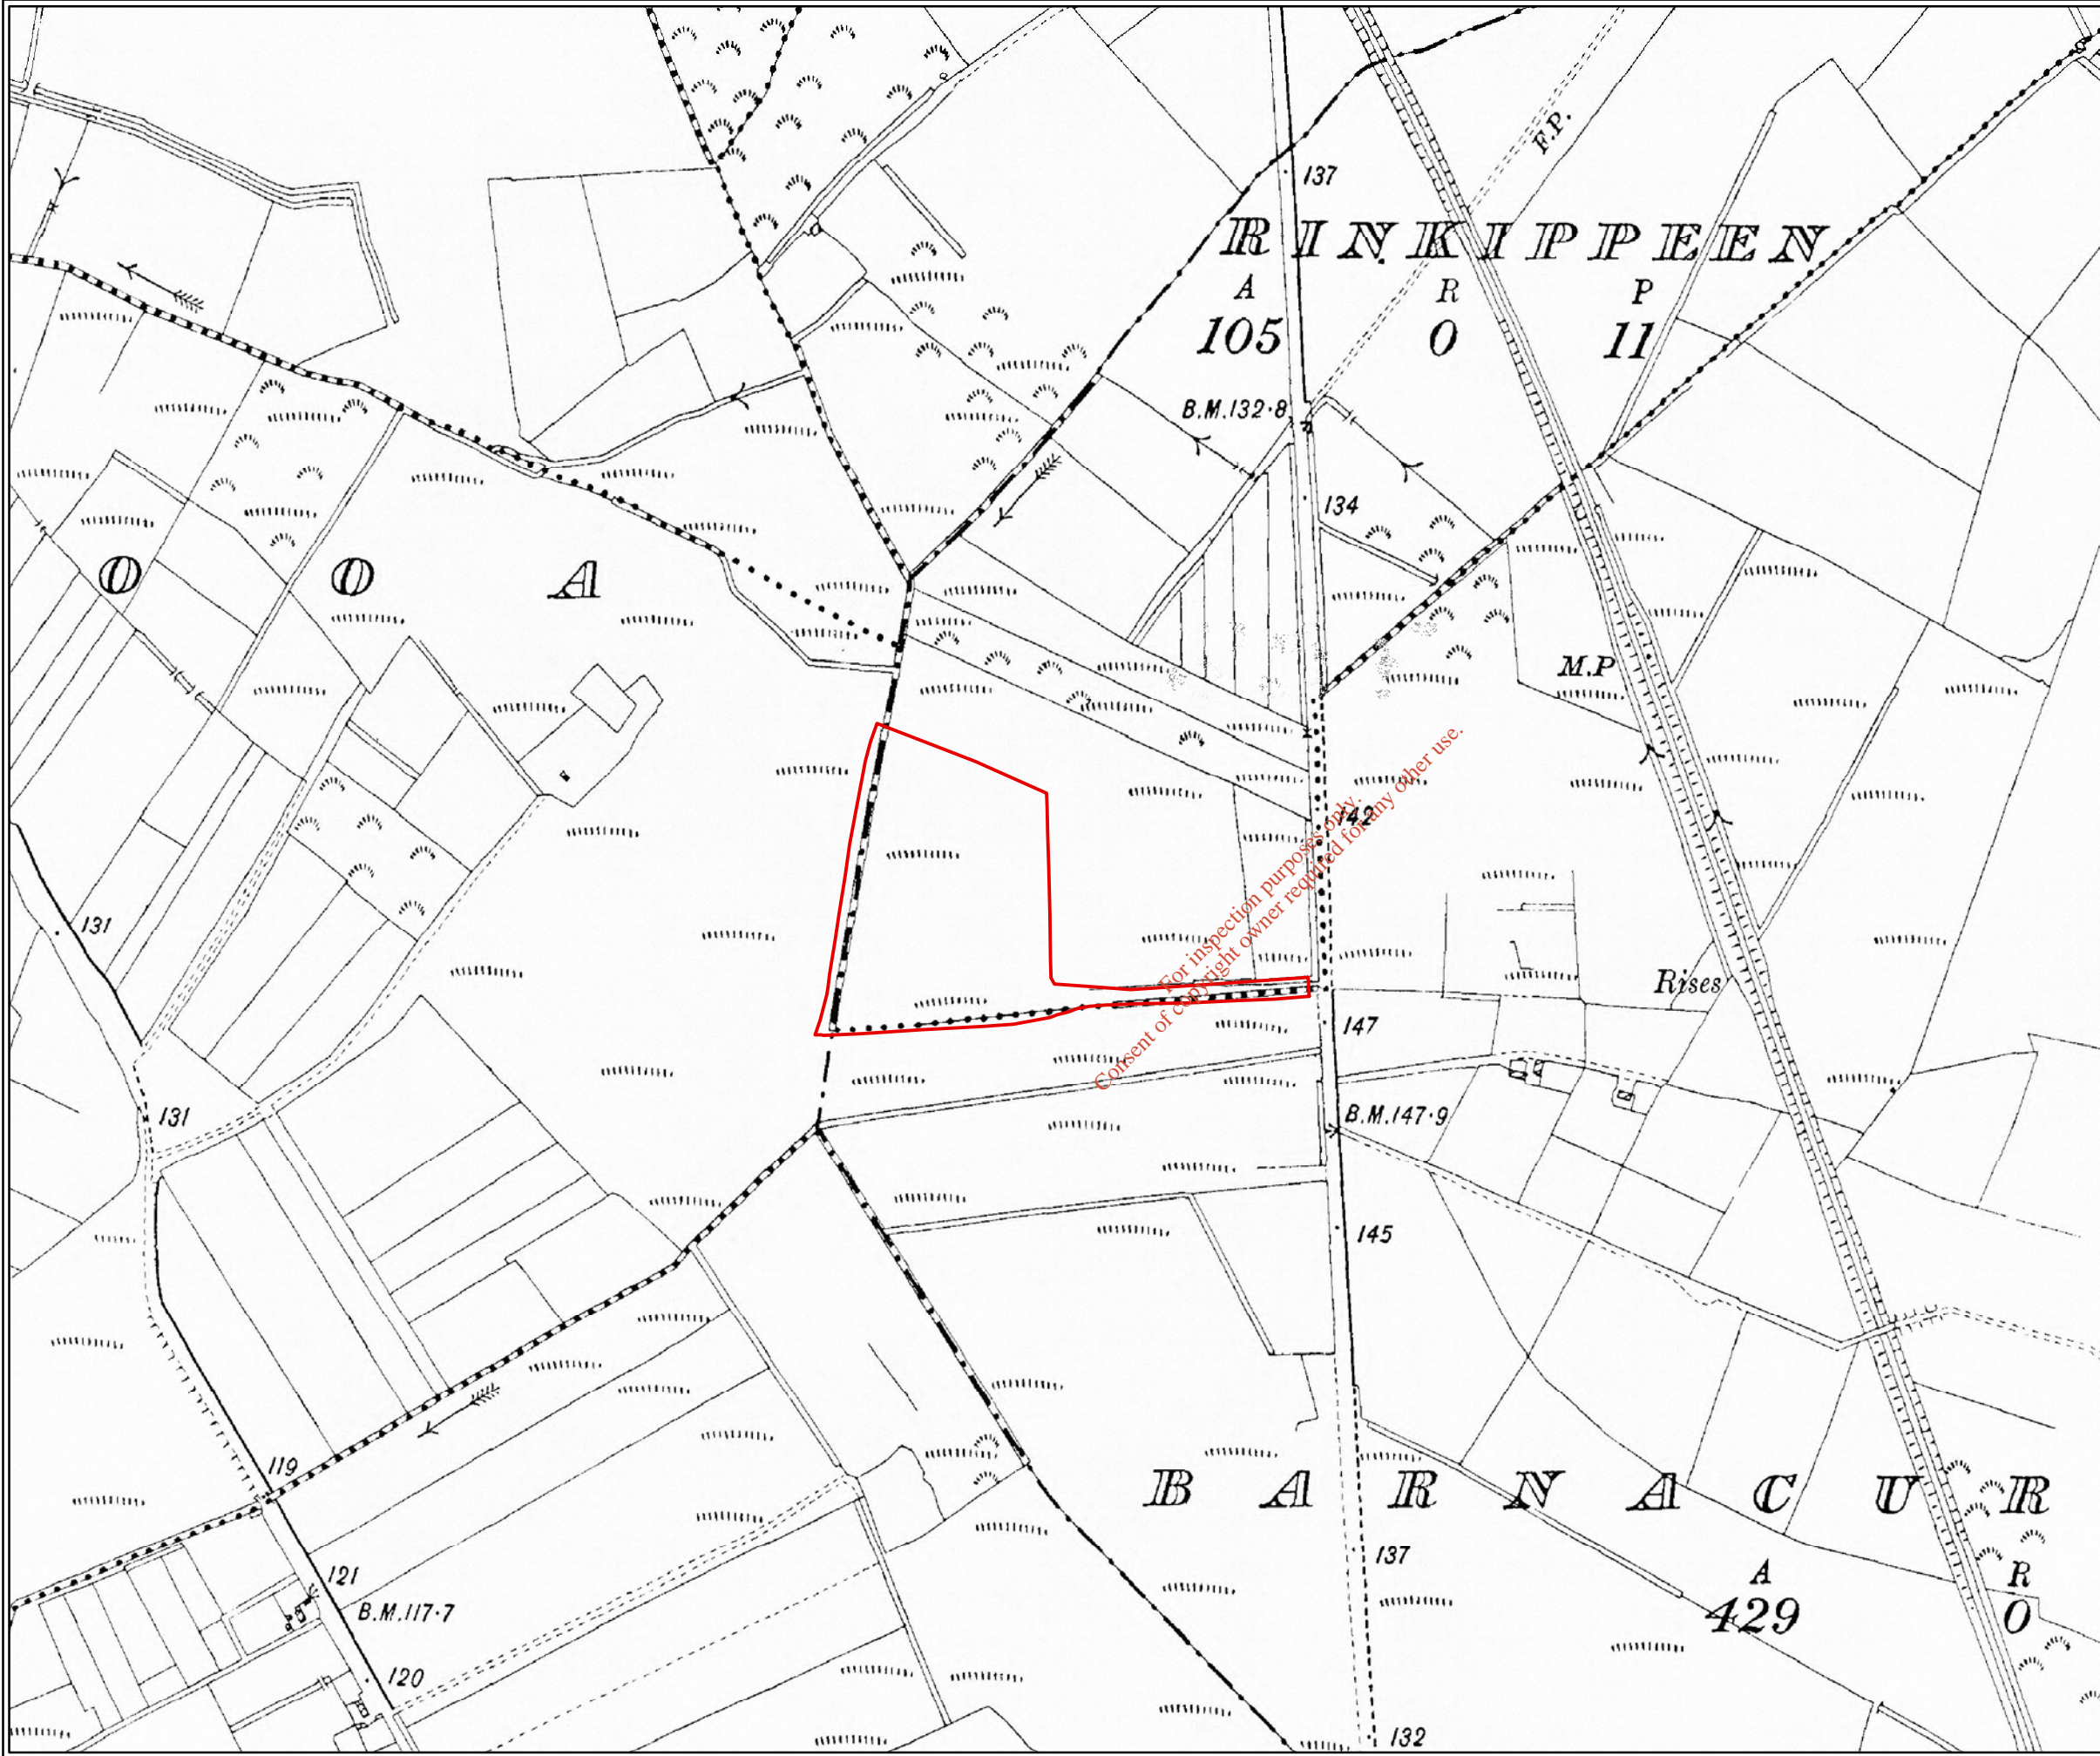 137
F.P.
RINKIPPEEN
A R P
105 0 11
B.M.132·8
134
O O A
M.P
142
For inspection purposes only.
Consent of copyright owner required for any other use.
131
Rises
147
131
B.M.147·9
145
119
BARNACUR
137
121
A R
429 0
B.M.117·7
120
132